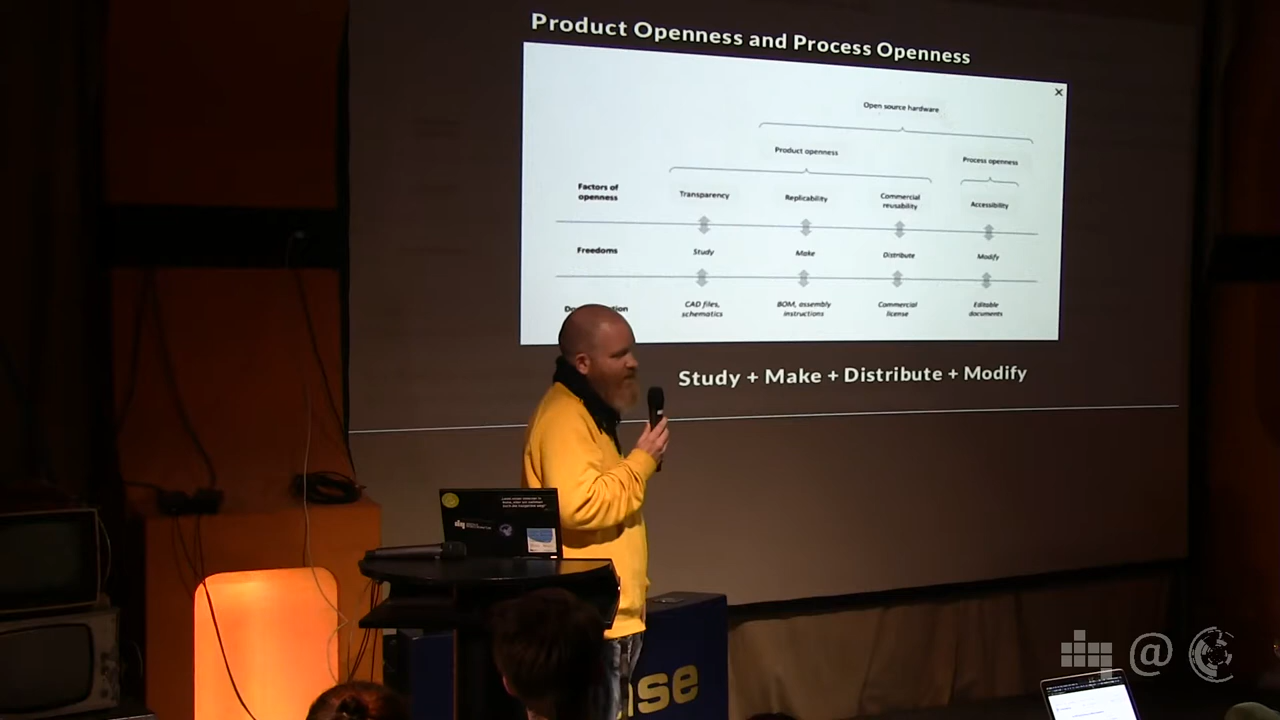 Product Openness and Process Openness
Open source hardware
Product openness
Process openness
Factors of openness
Transparency
Replicability
Commercial reusability
Accessibility
Freedoms
Study
Make
Distribute
Modify
CAD files, schematics
BOM, assembly instructions
Commercial license
Editable documents
Study + Make + Distribute + Modify
@